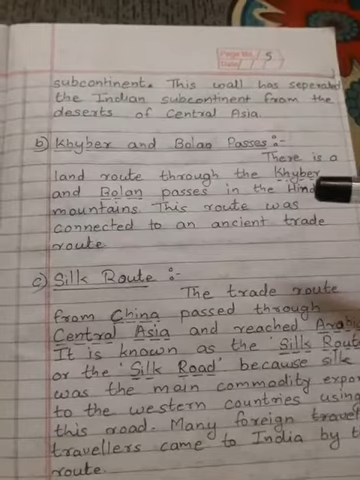 Page No. 5
Date
subcontinent. This wall has seperated
the Indian subcontinent from the
deserts of Central Asia.
b) Khyber and Bolan Passes :-
There is a
land route through the Khyber
and Bolan passes in the Hind
mountains. This route was
connected to an ancient trade
route
c) Silk Route :-
The trade route
from China passed through
Central Asia and reached Arabi
It is known as the 'Silk Route
or the 'Silk Road' because silk
was the main commodity expo
to the western countries using
this road. Many foreign travel
travellers came to India by t
route.